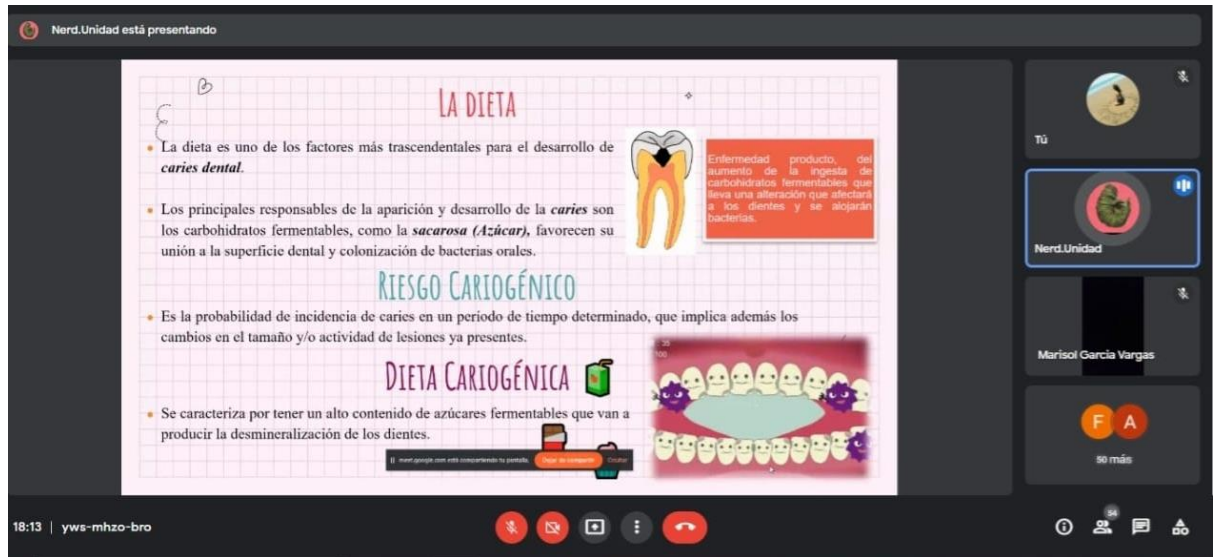 Nerd.Unidad está presentando
LA DIETA
La dieta es uno de los factores más trascendentales para el desarrollo de
caries dental.
Los principales responsables de la aparición y desarrollo de la caries son
los carbohidratos fermentables, como la sacarosa (Azúcar), favorecen su
unión a la superficie dental y colonización de bacterias orales.
Enfermedad producto, del
aumento de la ingesta de
carbohidratos fermentables que
lleva una alteración que afectará
a los dientes y se alojarán
bacterias.
RIESGO CARIOGÉNICO
Es la probabilidad de incidencia de caries en un periodo de tiempo determinado, que implica además los
cambios en el tamaño y/o actividad de lesiones ya presentes.
35
100
DIETA CARIOGÉNICA
Se caracteriza por tener un alto contenido de azúcares fermentables que van a
producir la desmineralización de los dientes.
meet.google.com está compartiendo tu pantalla. Dejar de compartir Ocultar
Tú
Nerd.Unidad
Marisol Garcia Vargas
F A
50 más
18:13 | yws-mhzo-bro
54